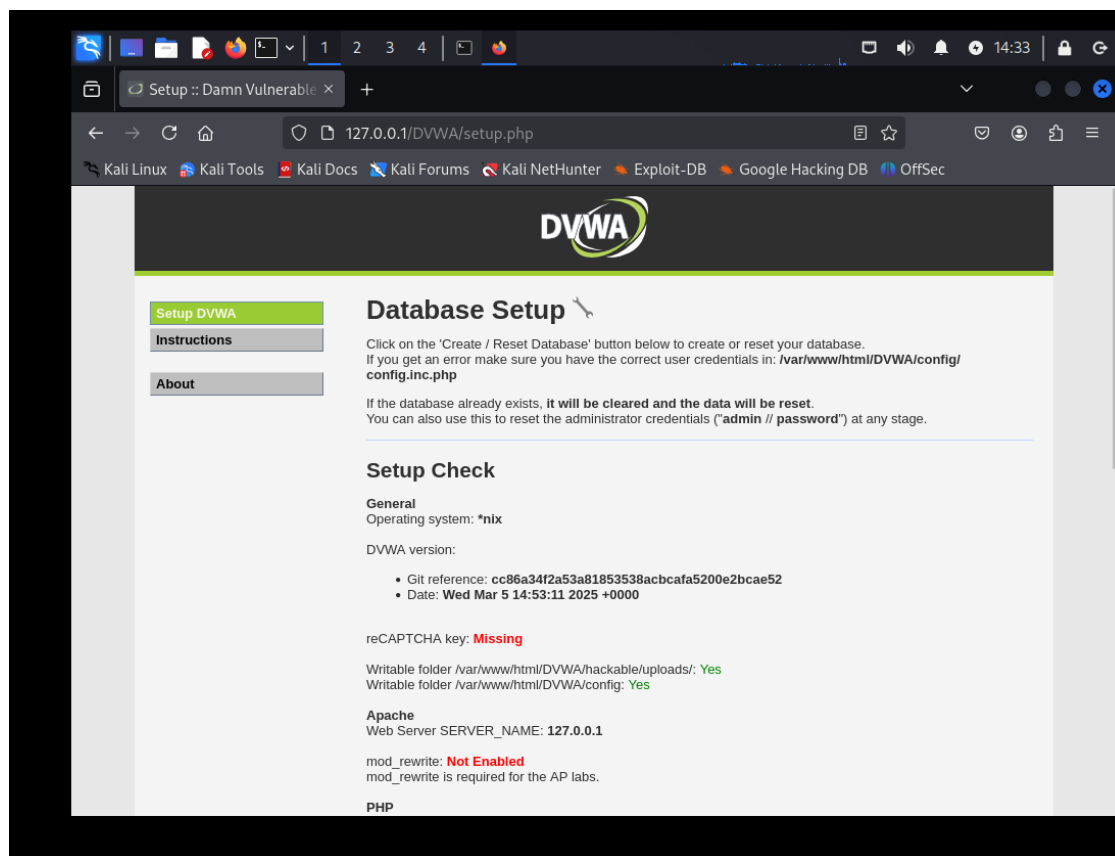 1 2 3 4 14:33
Setup :: Damn Vulnerable
127.0.0.1/DVWA/setup.php
Kali Linux Kali Tools Kali Docs Kali Forums Kali NetHunter Exploit-DB Google Hacking DB OffSec
DVWA
Setup DVWA
Instructions
About
Database Setup
Click on the 'Create / Reset Database' button below to create or reset your database.
If you get an error make sure you have the correct user credentials in: /var/www/html/DVWA/config/
config.inc.php
If the database already exists, it will be cleared and the data will be reset.
You can also use this to reset the administrator credentials ("admin // password") at any stage.
Setup Check
General
Operating system: *nix
DVWA version:
• Git reference: cc86a34f2a53a81853538acbcafa5200e2bcae52
• Date: Wed Mar 5 14:53:11 2025 +0000
reCAPTCHA key: Missing
Writable folder /var/www/html/DVWA/hackable/uploads/: Yes
Writable folder /var/www/html/DVWA/config: Yes
Apache
Web Server SERVER_NAME: 127.0.0.1
mod_rewrite: Not Enabled
mod_rewrite is required for the AP labs.
PHP